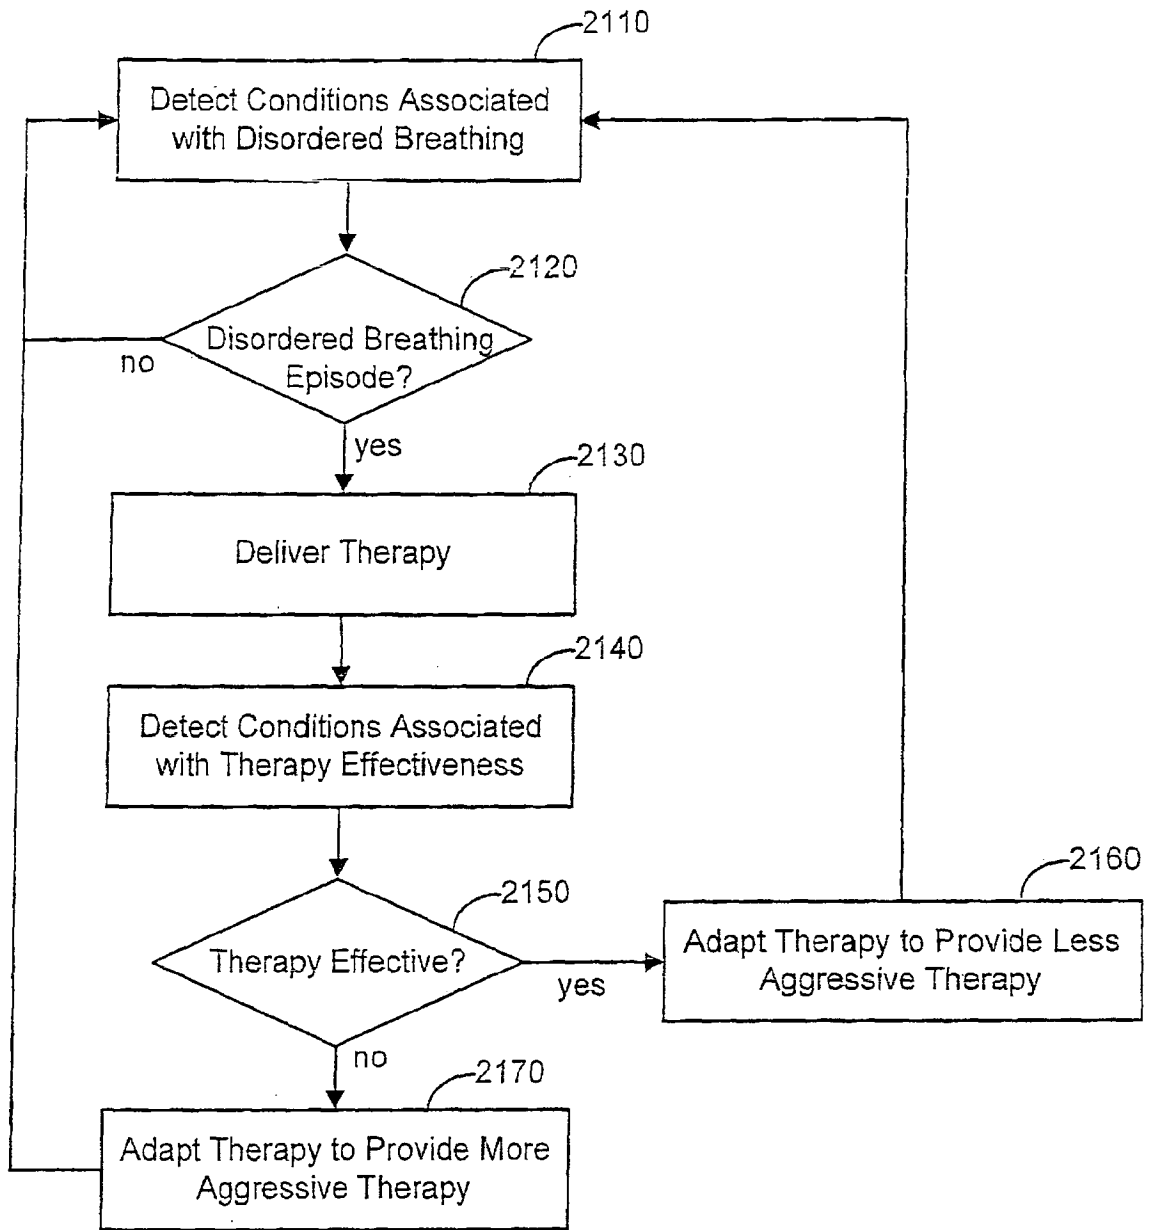 2110
Detect Conditions Associated
with Disordered Breathing
2120
Disordered Breathing
Episode?
no
yes
2130
Deliver Therapy
2140
Detect Conditions Associated
with Therapy Effectiveness
2150
Therapy Effective?
yes
2160
Adapt Therapy to Provide Less
Aggressive Therapy
no
2170
Adapt Therapy to Provide More
Aggressive Therapy